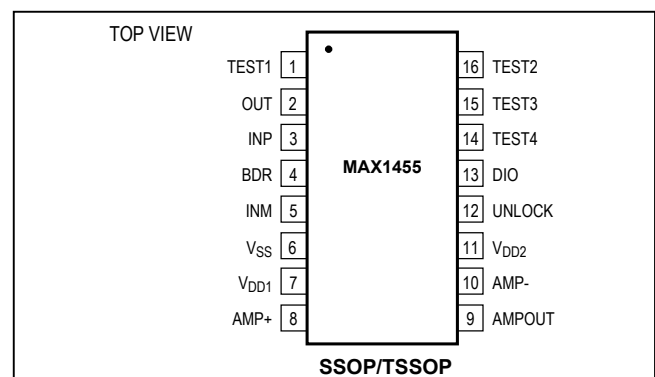 TOP VIEW
TEST1 1 16 TEST2
OUT 2 15 TEST3
INP 3 14 TEST4
BDR 4 MAX1455 13 DIO
INM 5 12 UNLOCK
VSS 6 11 VDD2
VDD1 7 10 AMP-
AMP+ 8 9 AMPOUT
SSOP/TSSOP